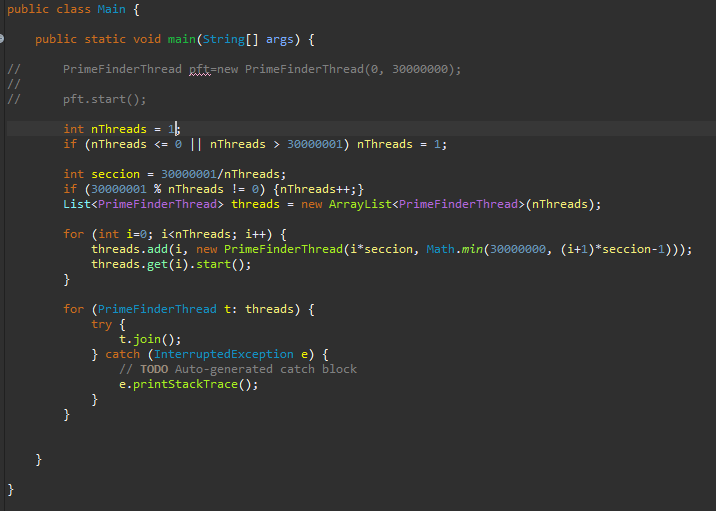 public class Main {
public static void main(String[] args) {
// PrimeFinderThread pft=new PrimeFinderThread(0, 30000000);
//
// pft.start();
int nThreads = 1;
if (nThreads <= 0 || nThreads > 30000001) nThreads = 1;
int seccion = 30000001/nThreads;
if (30000001 % nThreads != 0) {nThreads++;}
List<PrimeFinderThread> threads = new ArrayList<PrimeFinderThread>(nThreads);
for (int i=0; i<nThreads; i++) {
threads.add(i, new PrimeFinderThread(i*seccion, Math.min(30000000, (i+1)*seccion-1)));
threads.get(i).start();
}
for (PrimeFinderThread t: threads) {
try {
t.join();
} catch (InterruptedException e) {
// TODO Auto-generated catch block
e.printStackTrace();
}
}
}
}